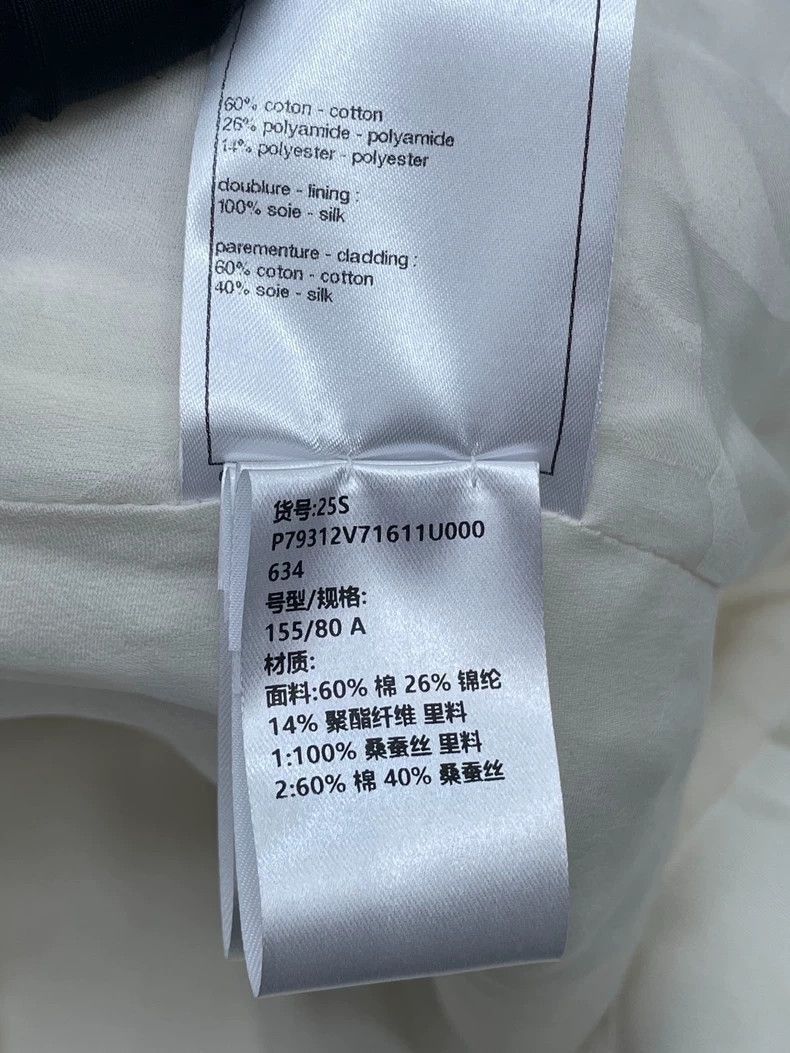 60% coton - cotton
26% polyamide - polyamide
14% polyester - polyester
doublure - lining :
100% soie - silk
parementure - cladding :
60% coton - cotton
40% soie - silk
货号:25S
P79312V71611U000
634
号型/规格:
155/80 A
材质:
面料:60% 棉 26% 锦纶
14% 聚酯纤维 里料
1:100% 桑蚕丝 里料
2:60% 棉 40% 桑蚕丝